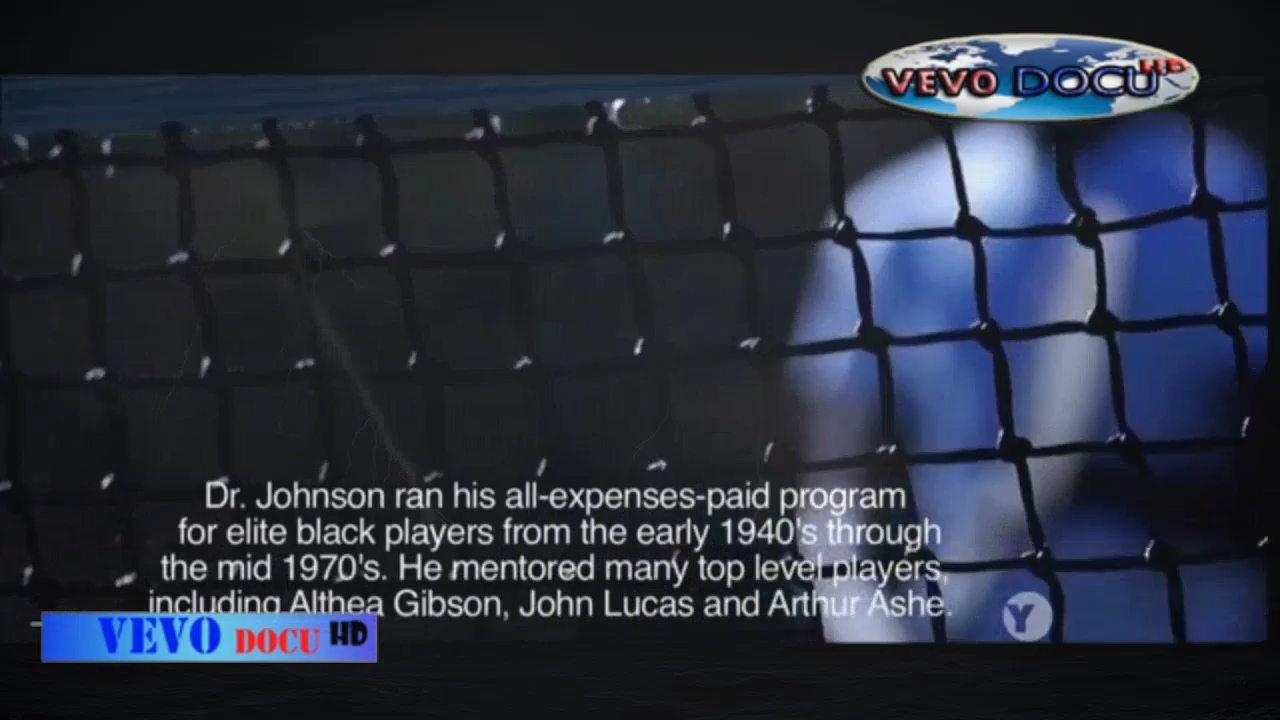 VEVO DOCU HD
Dr. Johnson ran his all-expenses-paid program
for elite black players from the early 1940's through
the mid 1970's. He mentored many top level players,
including Althea Gibson, John Lucas and Arthur Ashe.
Y
VEVO DOCU HD